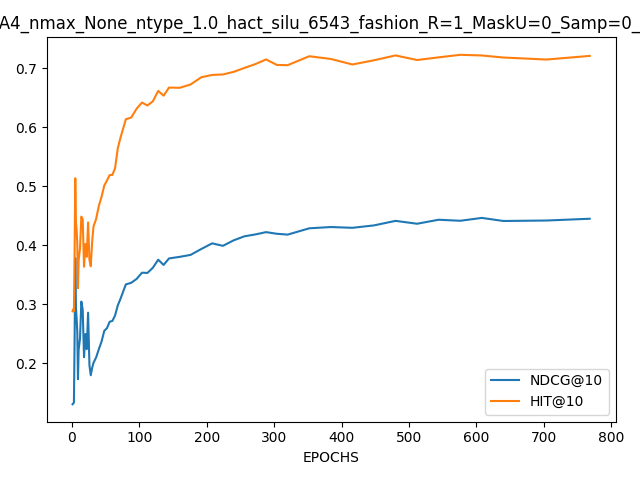 A4_nmax_None_ntype_1.0_hact_silu_6543_fashion_R=1_MaskU=0_Samp=0_
0.7
0.6
0.5
0.4
0.3
0.2
0 100 200 300 400 500 600 700 800
EPOCHS
NDCG@10
HIT@10